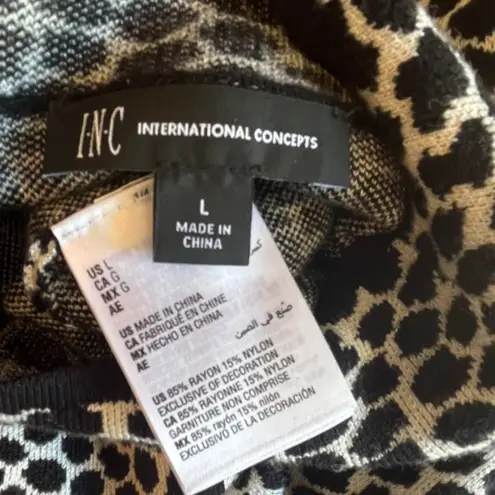 I·N·C INTERNATIONAL CONCEPTS
L
MADE IN
CHINA
US L
CA G
MX G
AE
US MADE IN CHINA
CA FABRIQUÉ EN CHINE
MX HECHO EN CHINA
AE
صنع في الصين
US 85% RAYON 15% NYLON
EXCLUSIVE OF DECORATION
CA 85% RAYONNE 15% NYLON
GARNITURE NON COMPRISE
MX 85% rayón 15% nilón
EXCLUSIVO DE LA DECORACIÓN